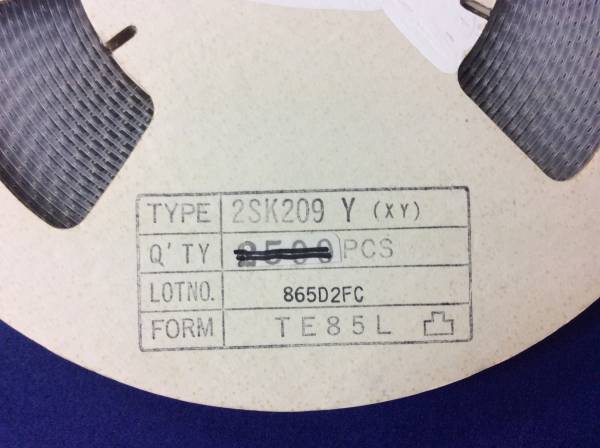 TYPE 2SK209 Y (XY)
Q'TY 2500 PCS
LOTNO. 865D2FC
FORM TE85L